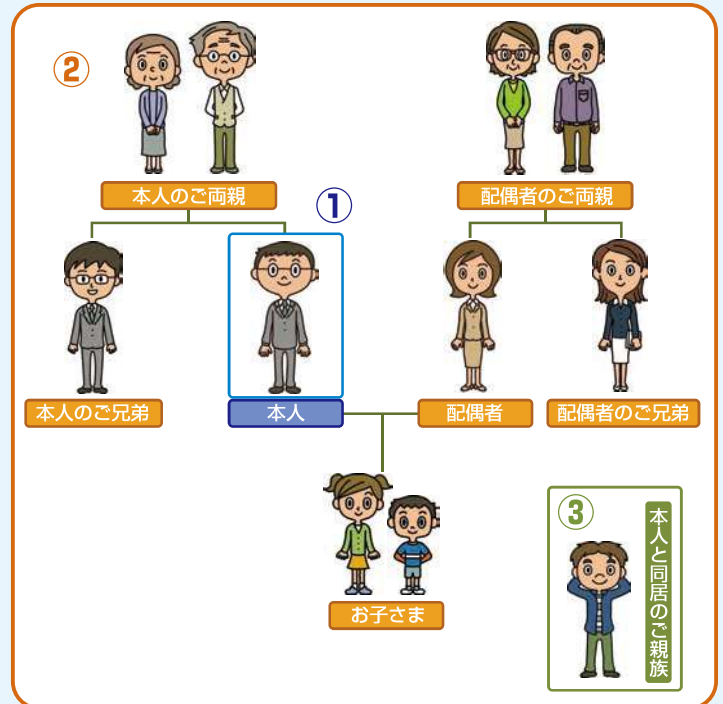 ②
本人のご両親
配偶者のご両親
①
本人のご兄弟
本人
配偶者
配偶者のご兄弟
お子さま
③
本人と同居のご親族